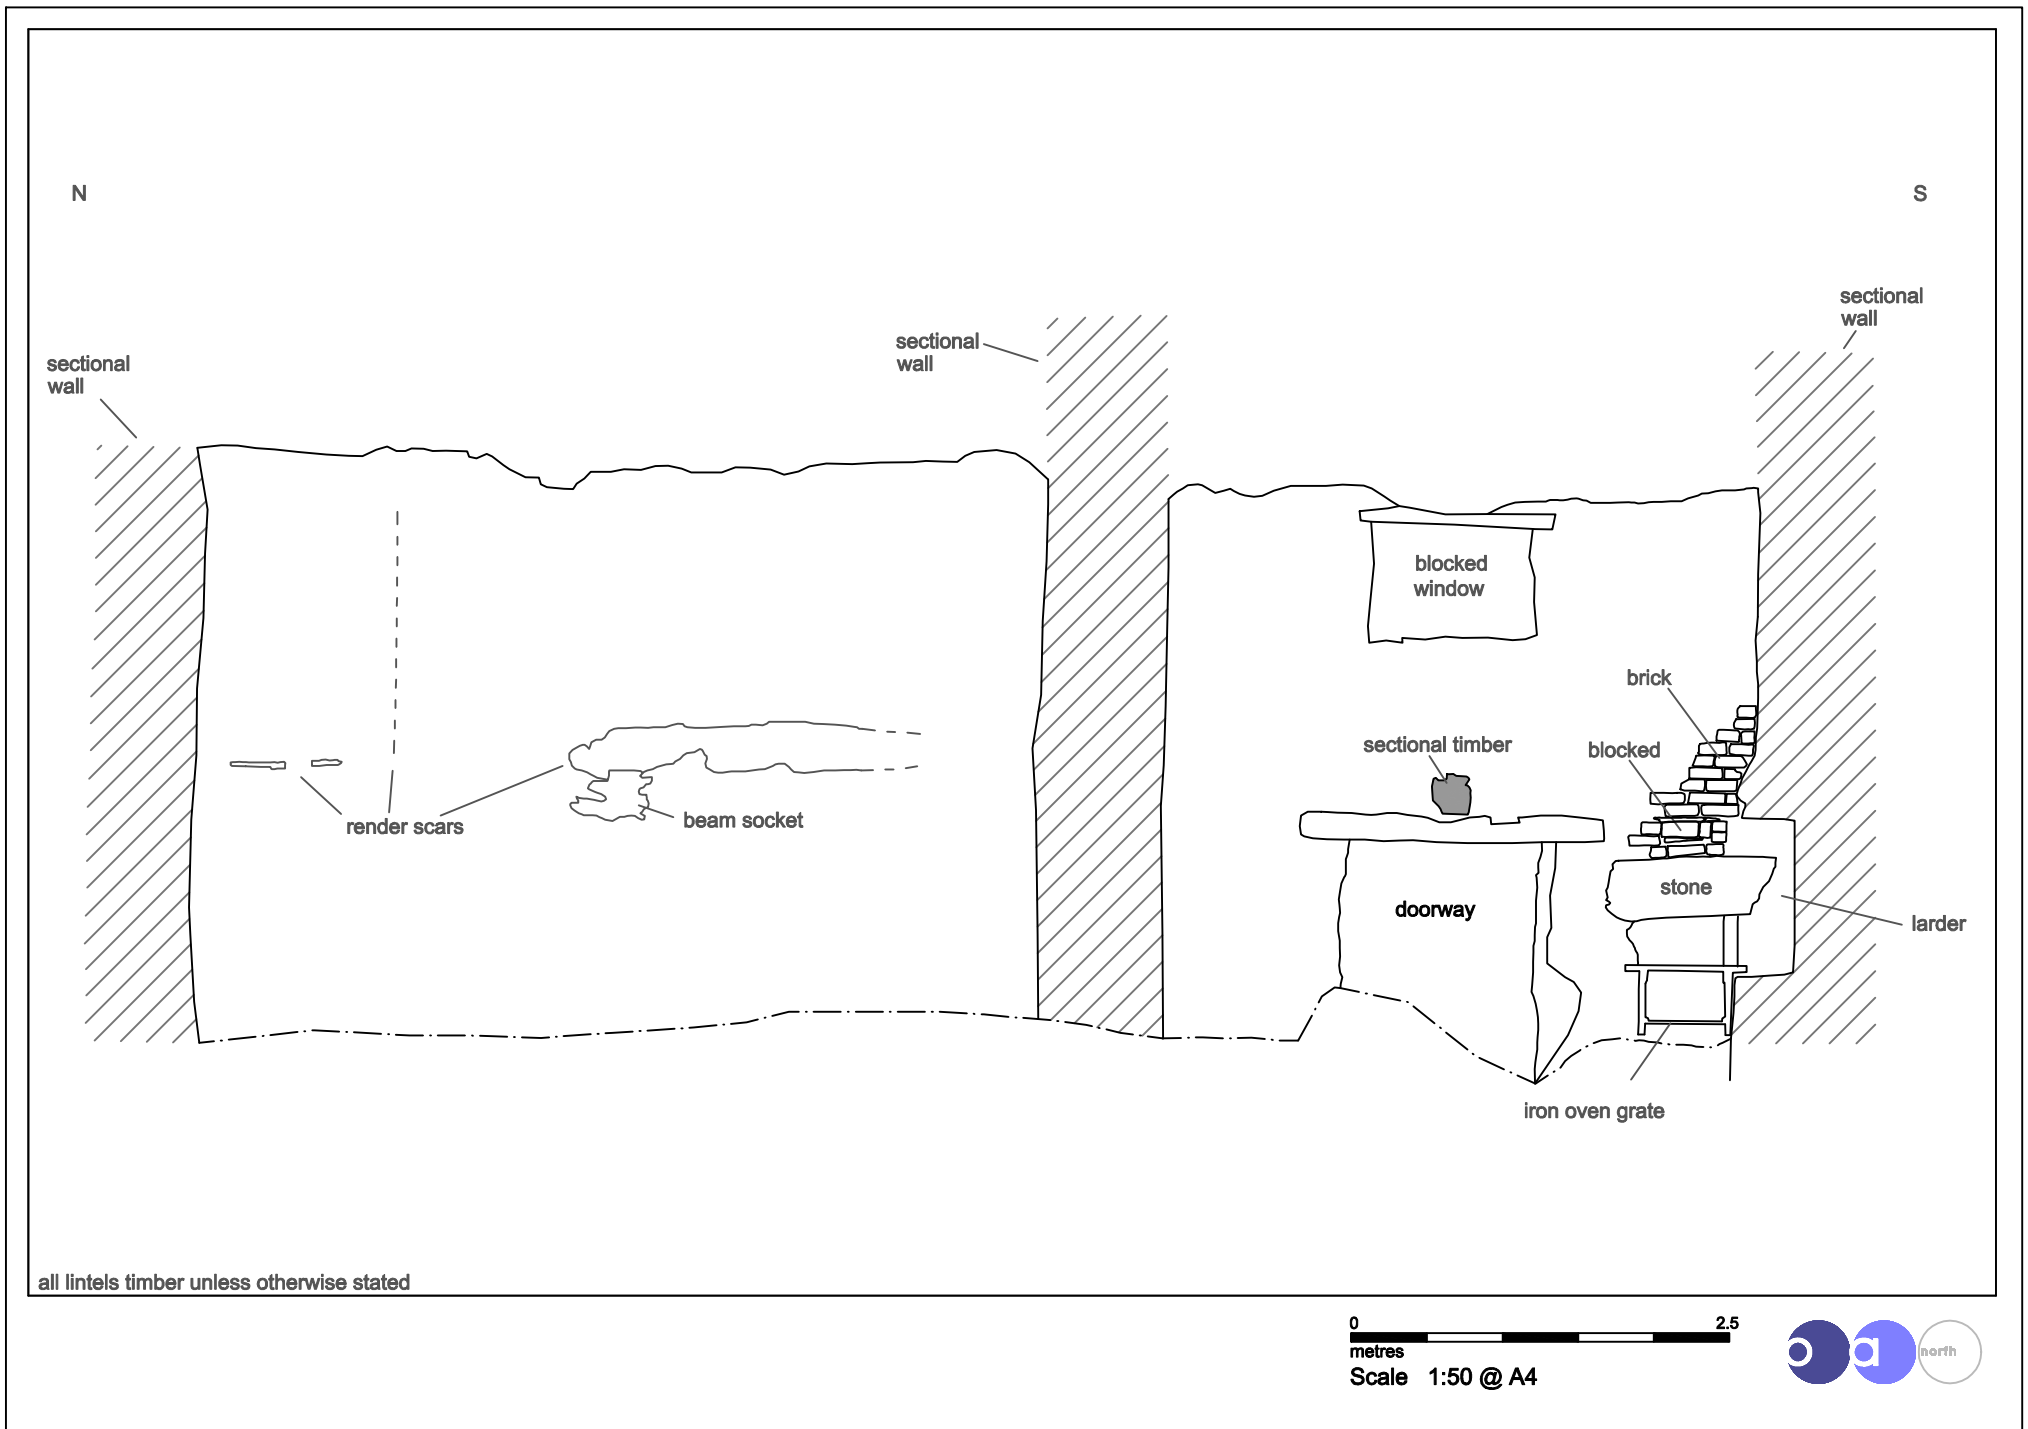 N
S
sectional
wall
sectional
wall
sectional
wall
blocked
window
brick
sectional timber
blocked
render scars
beam socket
stone
doorway
larder
iron oven grate
all lintels timber unless otherwise stated
0
2.5
metres
Scale 1:50 @ A4
oa north